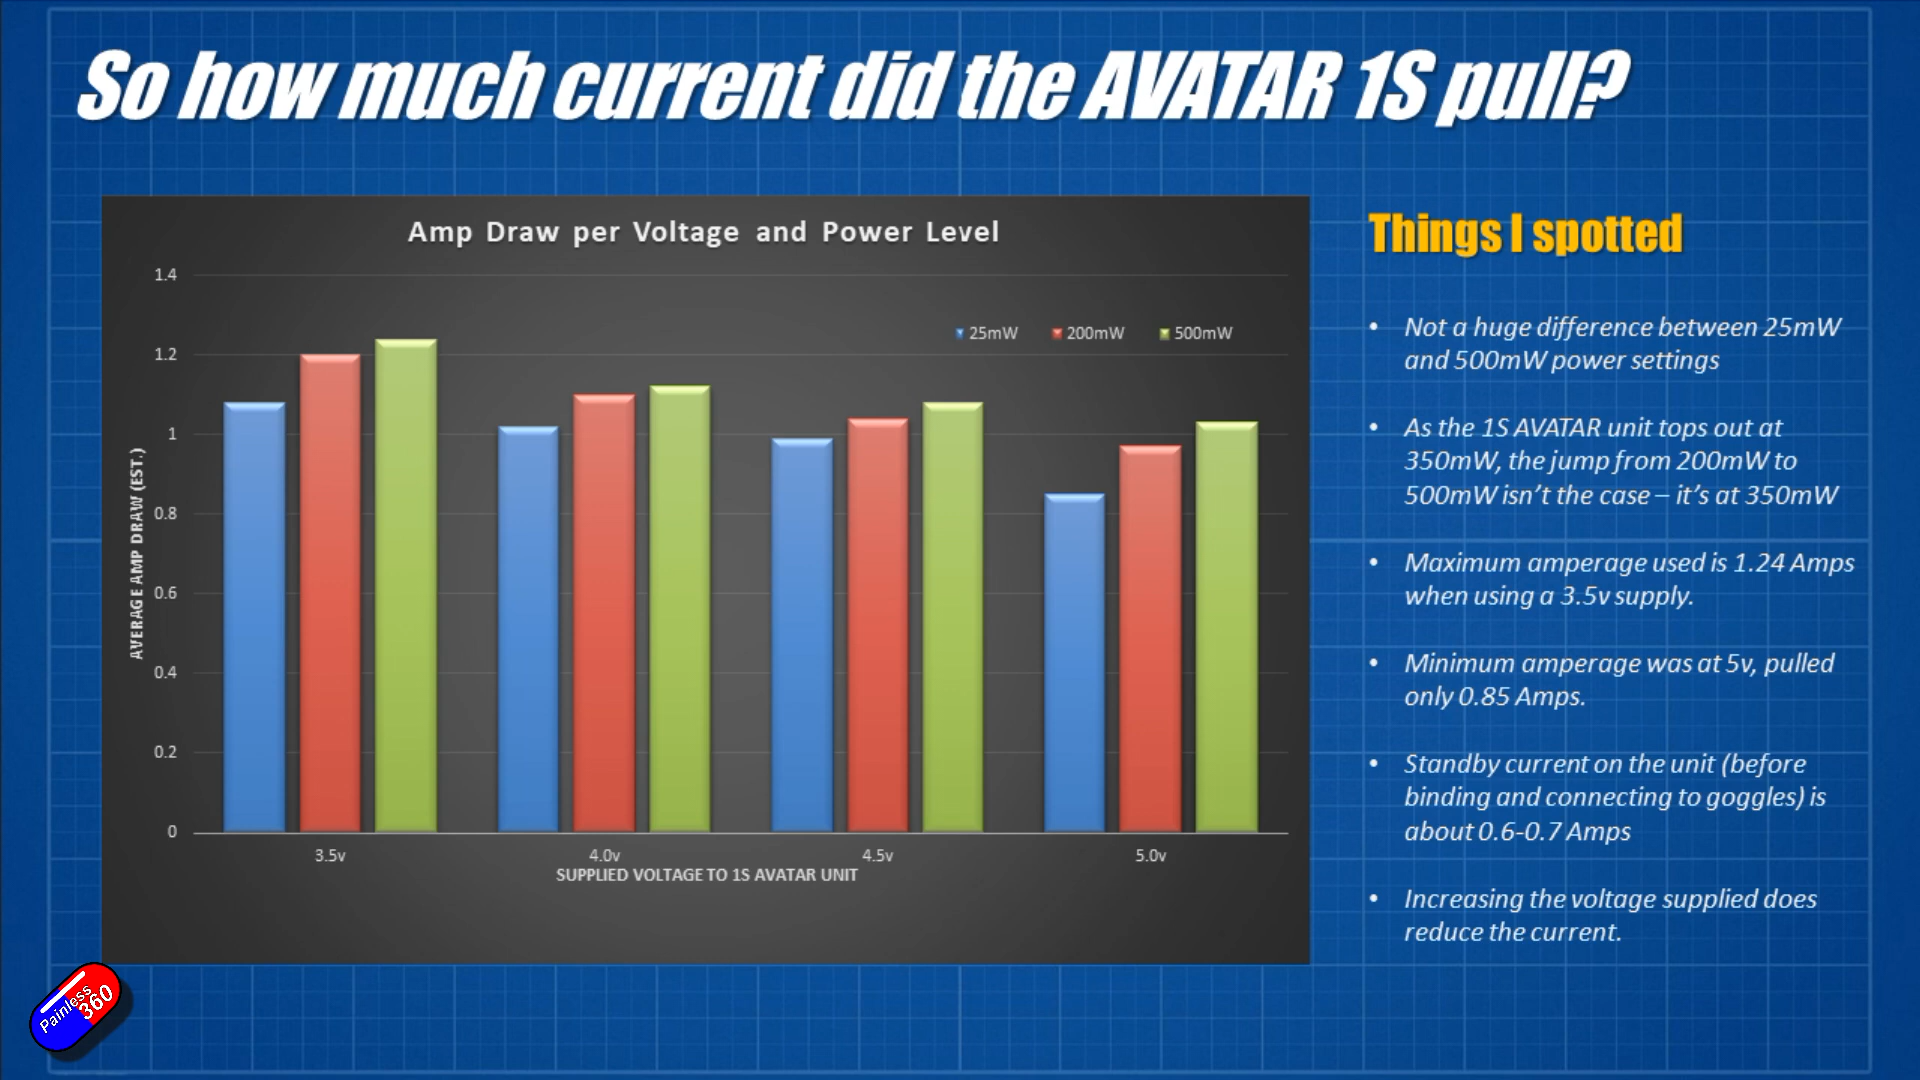 So how much current did the AVATAR 1S pull?
Amp Draw per Voltage and Power Level
1.4
1.2
1
0.8
0.6
0.4
0.2
0
AVERAGE AMP DRAW (EST.)
25mW 200mW 500mW
3.5v 4.0v 4.5v 5.0v
SUPPLIED VOLTAGE TO 1S AVATAR UNIT
Things I spotted
• Not a huge difference between 25mW
and 500mW power settings
• As the 1S AVATAR unit tops out at
350mW, the jump from 200mW to
500mW isn't the case – it's at 350mW
• Maximum amperage used is 1.24 Amps
when using a 3.5v supply.
• Minimum amperage was at 5v, pulled
only 0.85 Amps.
• Standby current on the unit (before
binding and connecting to goggles) is
about 0.6-0.7 Amps
• Increasing the voltage supplied does
reduce the current.
Painless
360